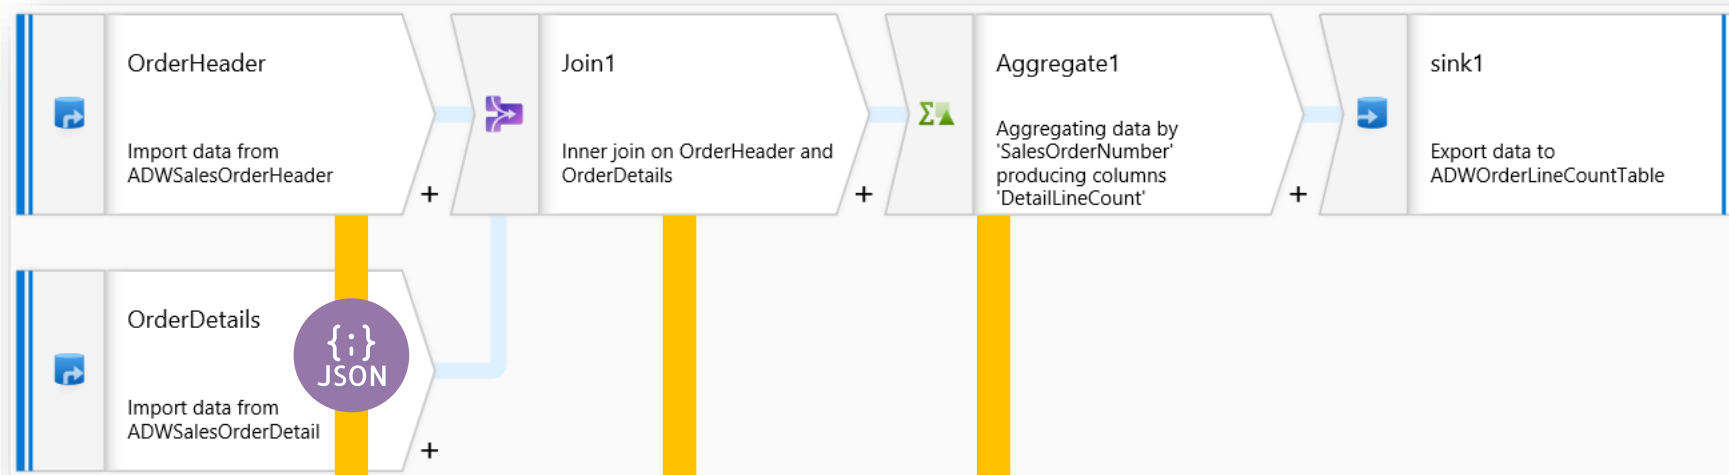 OrderHeader
Import data from
ADWSalesOrderHeader
+
Join1
Inner join on OrderHeader and
OrderDetails
+
Aggregate1
Aggregating data by
'SalesOrderNumber'
producing columns
'DetailLineCount'
+
sink1
Export data to
ADWOrderLineCountTable
OrderDetails
Import data from
ADWSalesOrderDetail
+
{;}
JSON